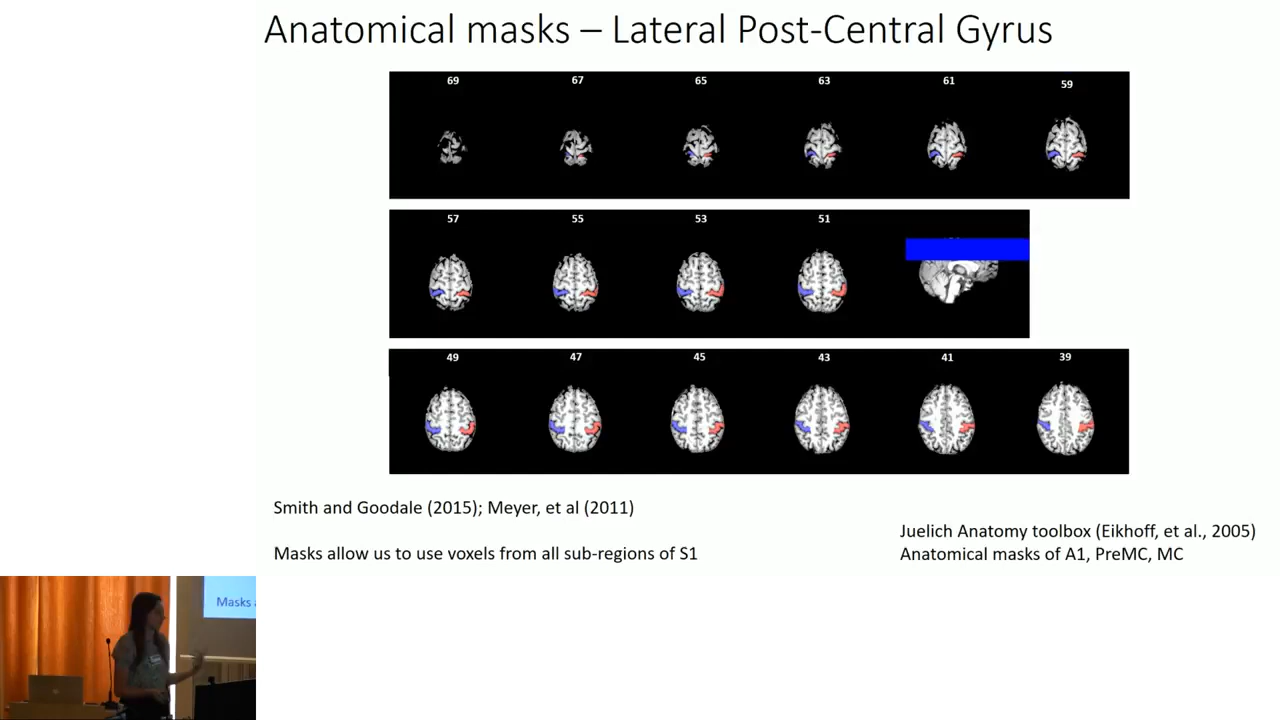 Anatomical masks – Lateral Post-Central Gyrus
69 67 65 63 61 59
57 55 53 51
49 47 45 43 41 39
Smith and Goodale (2015); Meyer, et al (2011)
Masks allow us to use voxels from all sub-regions of S1
Juelich Anatomy toolbox (Eikhoff, et al., 2005)
Anatomical masks of A1, PreMC, MC
Masks